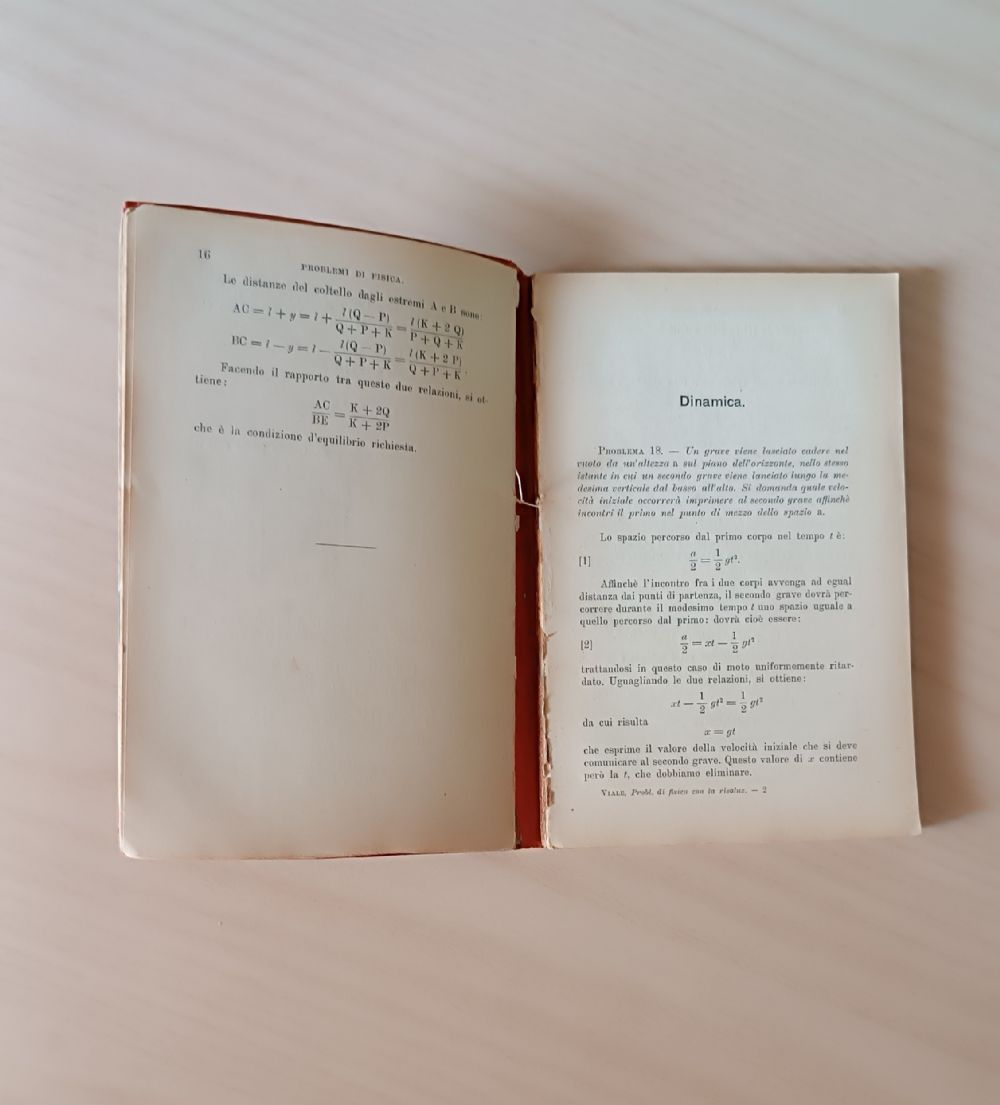 16
PROBLEMI DI FISICA.
Le distanze del coltello dagli estremi A e B sono:
AC = l + y = l + l(Q — P) / Q + P + K = l(K + 2 Q) / P + Q + K
BC = l — y = l — l(Q — P) / Q + P + K = l(K + 2 P) / Q + P + K.
Facendo il rapporto tra queste due relazioni, si ot-
tiene:
AC / BE = K + 2Q / K + 2P
che è la condizione d'equilibrio richiesta.
Dinamica.
PROBLEMA 18. — Un grave viene lasciato cadere nel
vuoto da un'altezza a sul piano dell'orizzonte, nello stesso
istante in cui un secondo grave viene lanciato lungo la me-
desima verticale dal basso all'alto. Si domanda quale velo-
cità iniziale occorrerà imprimere al secondo grave affinchè
incontri il primo nel punto di mezzo dello spazio a.
Lo spazio percorso dal primo corpo nel tempo t è:
[1] a/2 = 1/2 gt².
Affinchè l'incontro fra i due corpi avvenga ad egual
distanza dai punti di partenza, il secondo grave dovrà per-
correre durante il medesimo tempo t uno spazio uguale a
quello percorso dal primo: dovrà cioè essere:
[2] a/2 = xt — 1/2 gt²
trattandosi in questo caso di moto uniformemente ritar-
dato. Uguagliando le due relazioni, si ottiene:
xt — 1/2 gt² = 1/2 gt²
da cui risulta
x = gt
che esprime il valore della velocità iniziale che si deve
comunicare al secondo grave. Questo valore di x contiene
però la t, che dobbiamo eliminare.
VIALE, Probl. di fisica con la risoluz. — 2